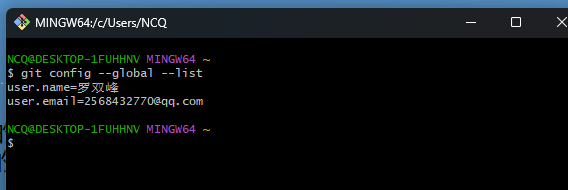 MINGW64:/c/Users/NCQ
NCQ@DESKTOP-1FUHHNV MINGW64 ~
$ git config --global --list
user.name=罗双峰
user.email=2568432770@qq.com
NCQ@DESKTOP-1FUHHNV MINGW64 ~
$